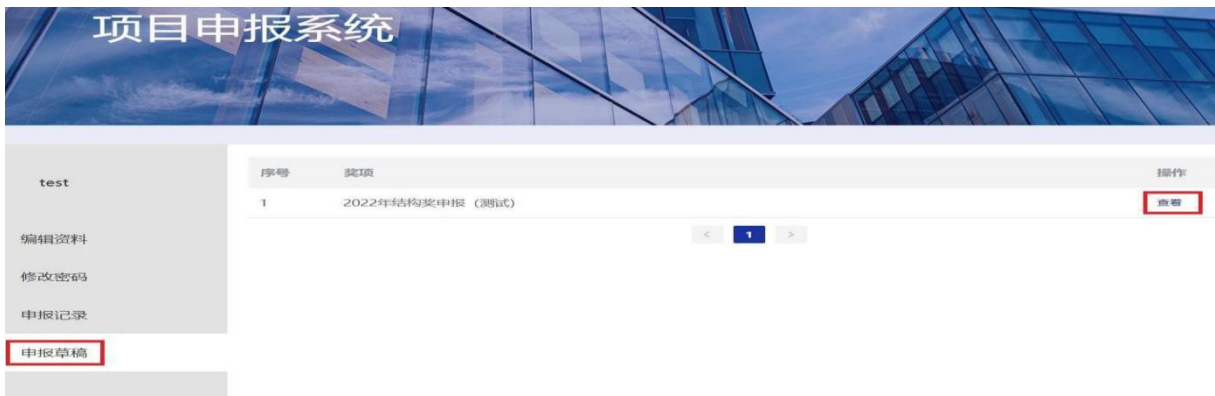 项目申报系统
test
编辑资料
修改密码
申报记录
申报草稿
序号 奖项 操作
1 2022年结构奖申报（测试） 查看
< 1 >